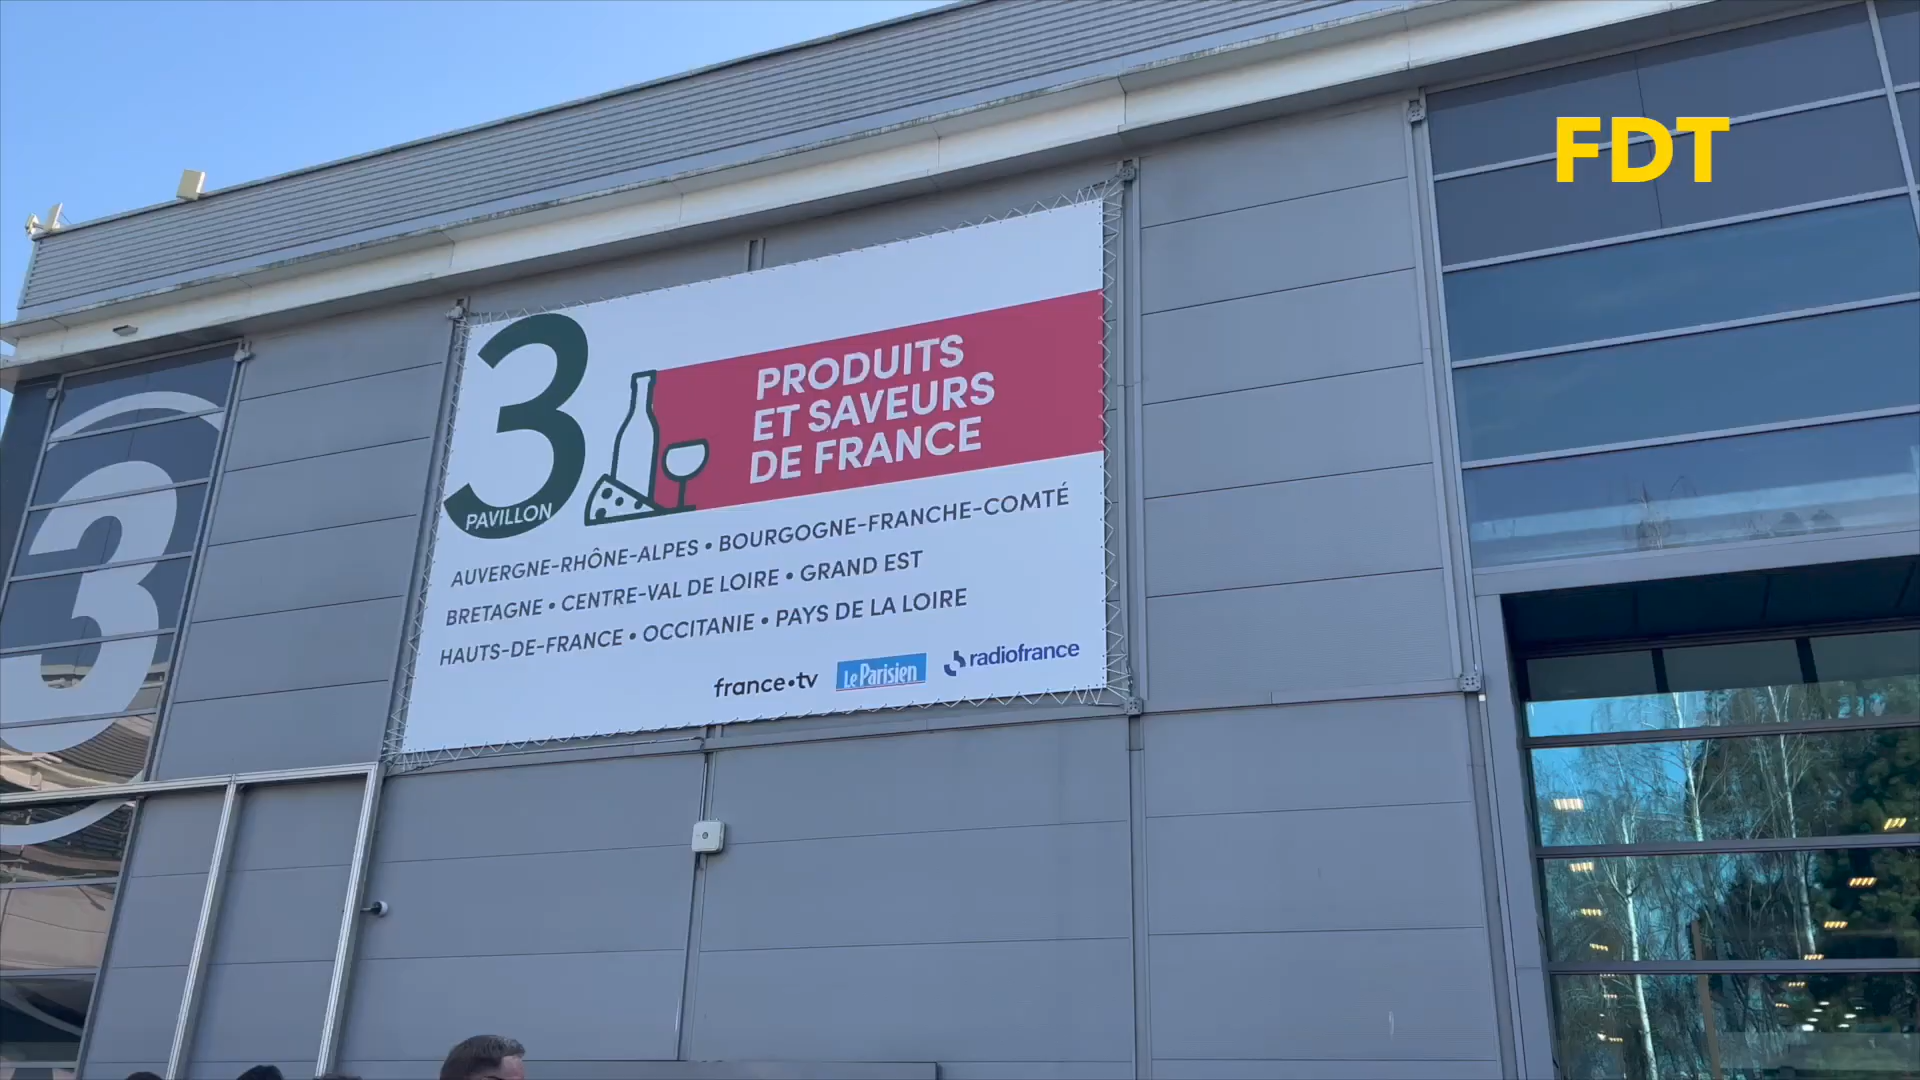 FDT
3
3
PAVILLON
PRODUITS
ET SAVEURS
DE FRANCE
AUVERGNE-RHÔNE-ALPES • BOURGOGNE-FRANCHE-COMTÉ
BRETAGNE • CENTRE-VAL DE LOIRE • GRAND EST
HAUTS-DE-FRANCE • OCCITANIE • PAYS DE LA LOIRE
france•tv Le Parisien radiofrance